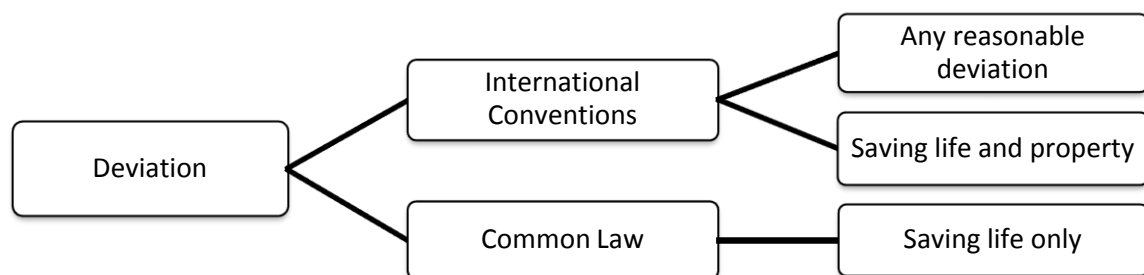 Deviation
International
Conventions
Any reasonable
deviation
Saving life and property
Common Law
Saving life only